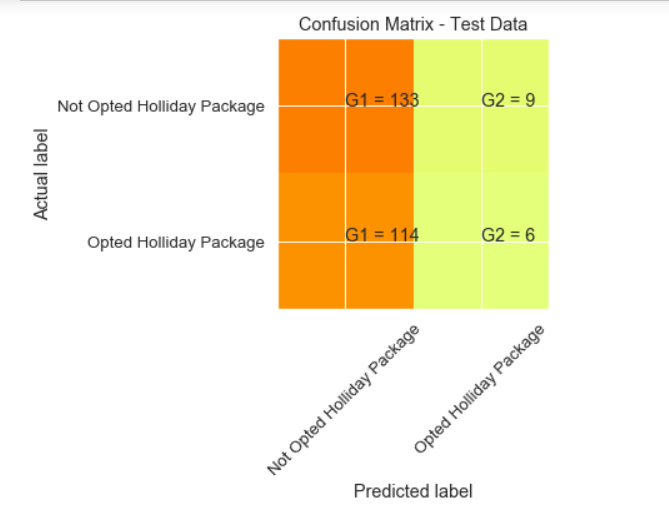 Confusion Matrix - Test Data
Not Opted Holliday Package
G1 = 133
G2 = 9
Actual label
Opted Holliday Package
G1 = 114
G2 = 6
Not Opted Holliday Package
Opted Holliday Package
Predicted label